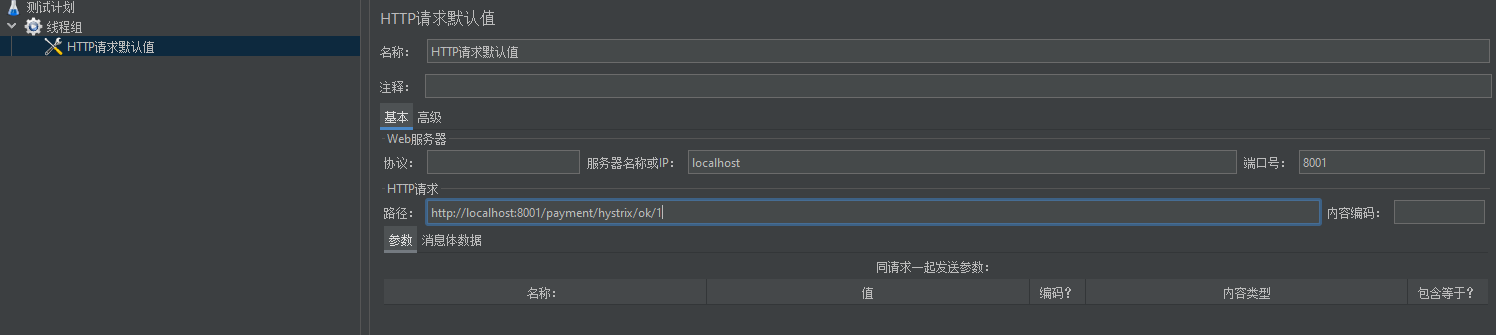 测试计划
线程组
HTTP请求默认值
HTTP请求默认值
名称： HTTP请求默认值
注释：
基本 高级
Web服务器
协议： 服务器名称或IP： localhost 端口号： 8001
HTTP请求
路径： http://localhost:8001/payment/hystrix/ok/1 内容编码：
参数 消息体数据
同请求一起发送参数：
名称： 值 编码？ 内容类型 包含等于？